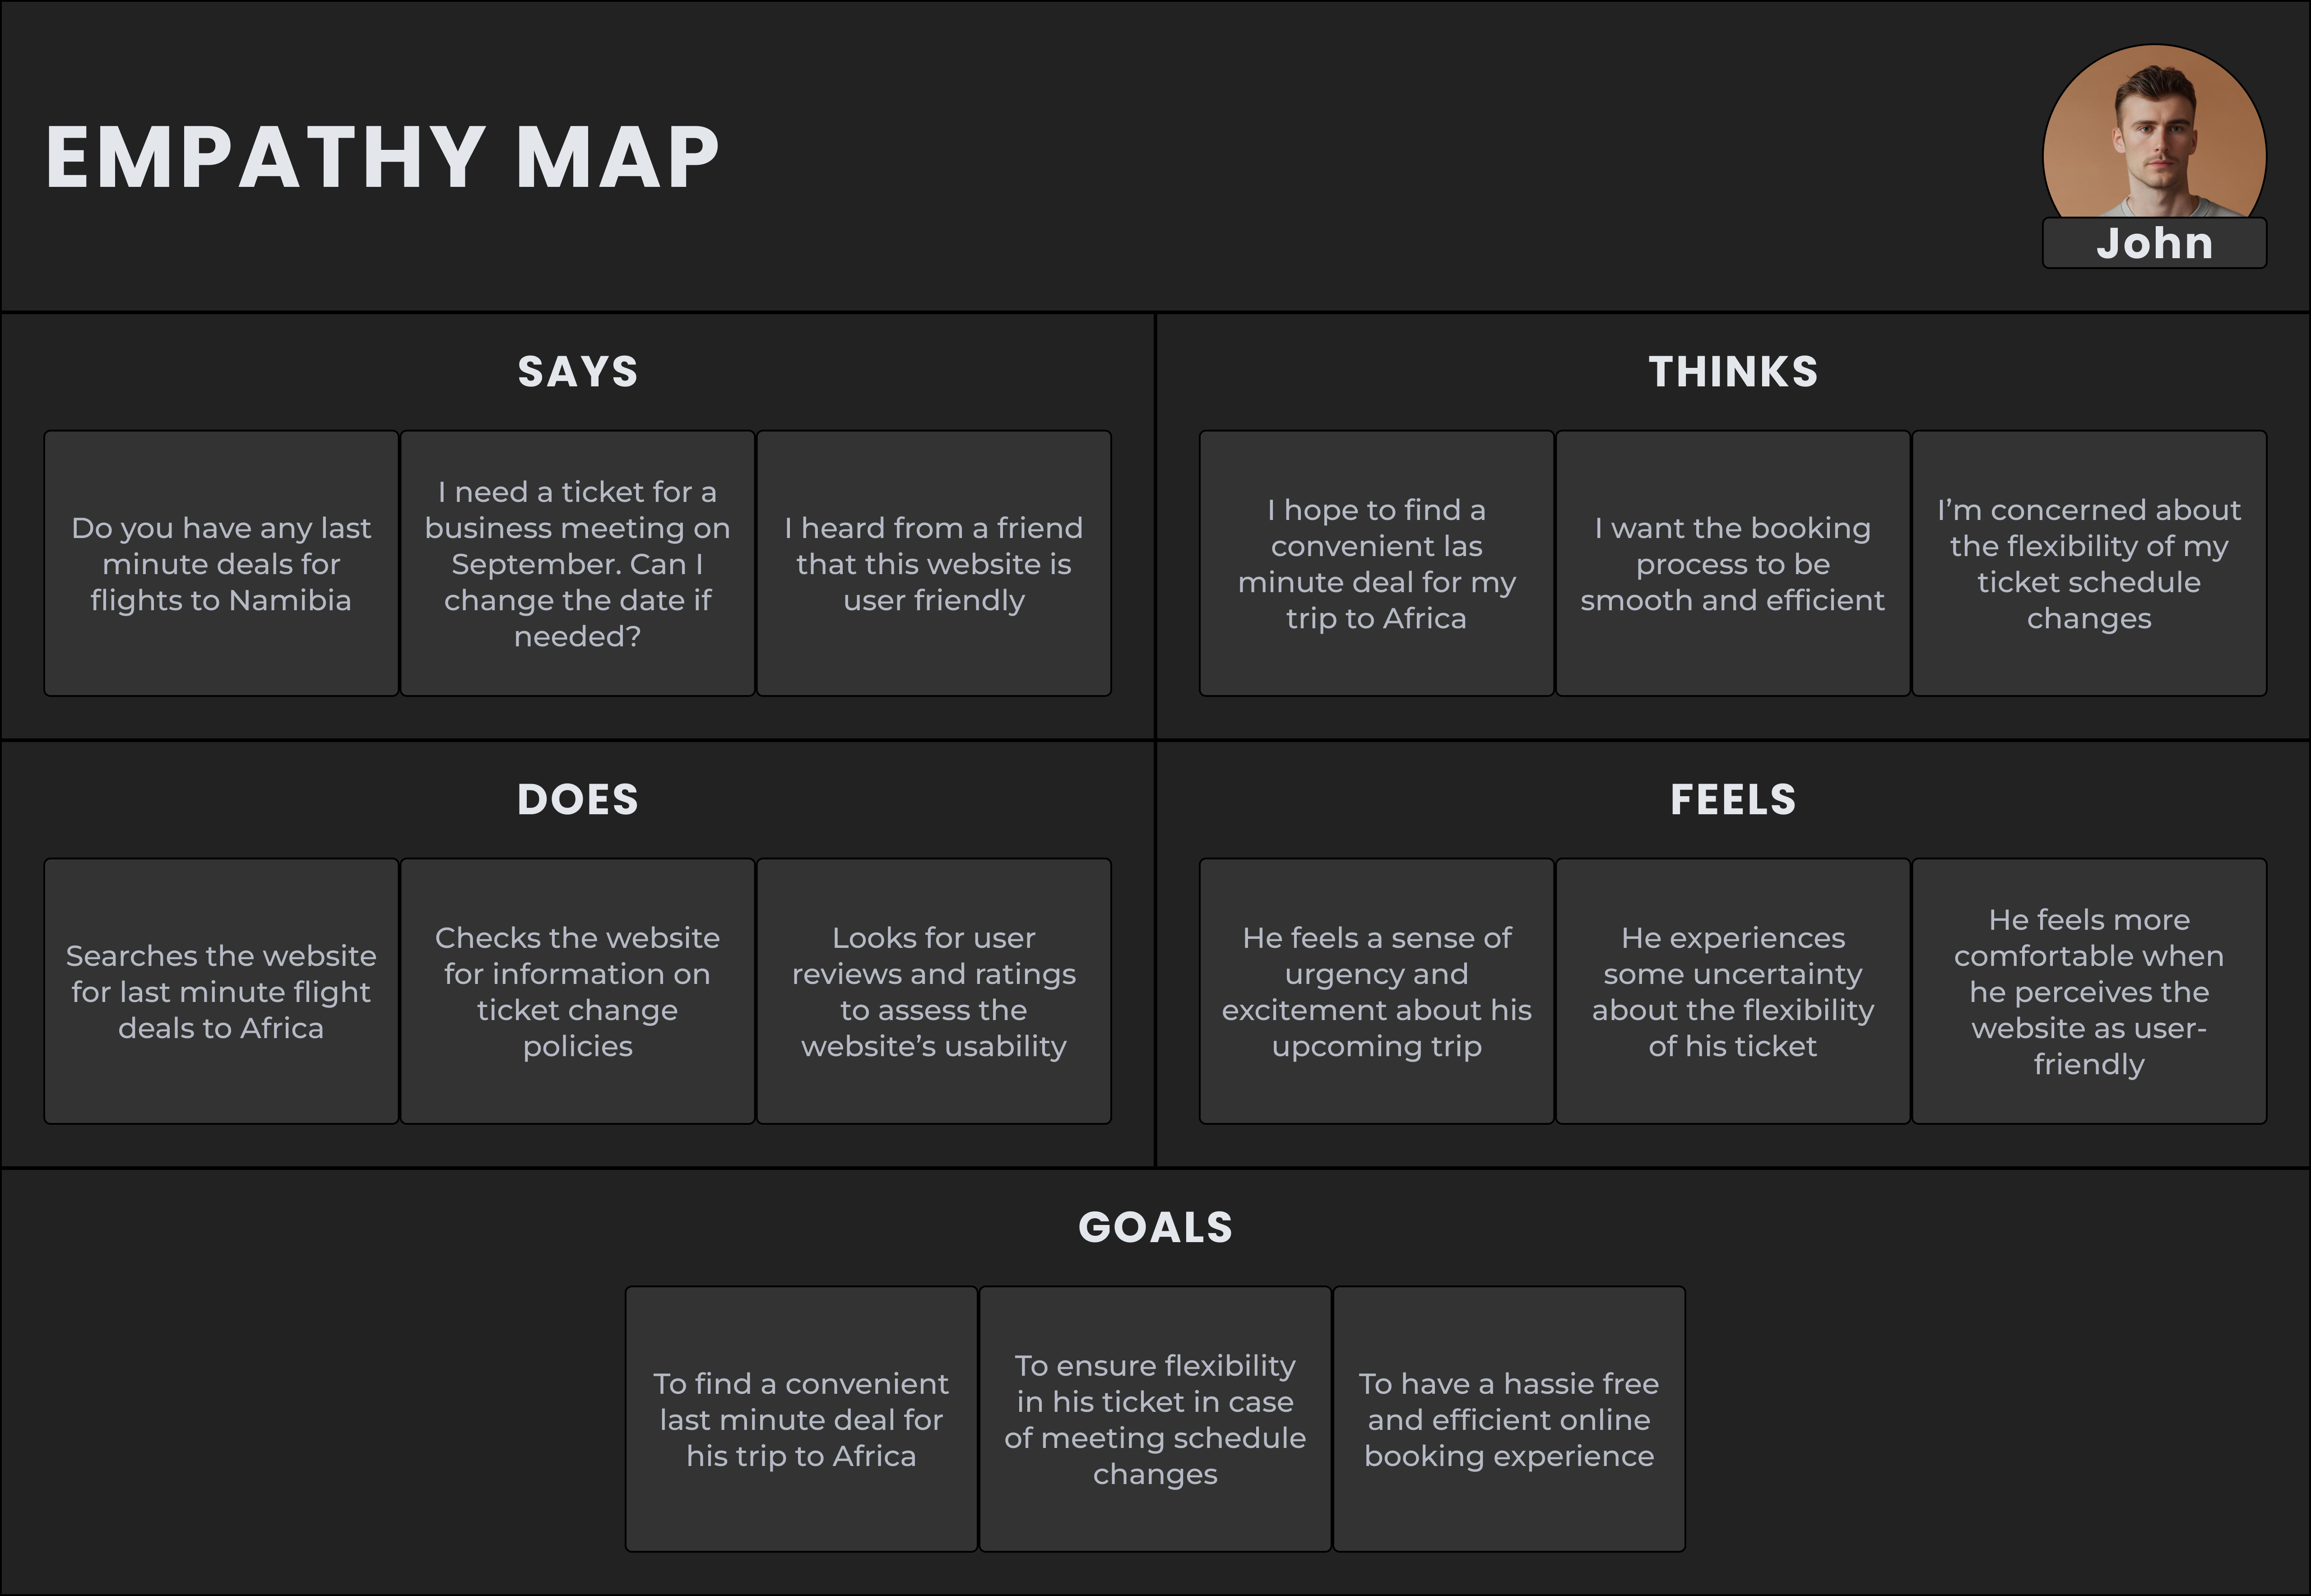 EMPATHY MAP
John
SAYS
Do you have any last
minute deals for
flights to Namibia
I need a ticket for a
business meeting on
September. Can I
change the date if
needed?
I heard from a friend
that this website is
user friendly
THINKS
I hope to find a
convenient las
minute deal for my
trip to Africa
I want the booking
process to be
smooth and efficient
I’m concerned about
the flexibility of my
ticket schedule
changes
DOES
Searches the website
for last minute flight
deals to Africa
Checks the website
for information on
ticket change
policies
Looks for user
reviews and ratings
to assess the
website’s usability
FEELS
He feels a sense of
urgency and
excitement about his
upcoming trip
He experiences
some uncertainty
about the flexibility
of his ticket
He feels more
comfortable when
he perceives the
website as user-
friendly
GOALS
To find a convenient
last minute deal for
his trip to Africa
To ensure flexibility
in his ticket in case
of meeting schedule
changes
To have a hassie free
and efficient online
booking experience